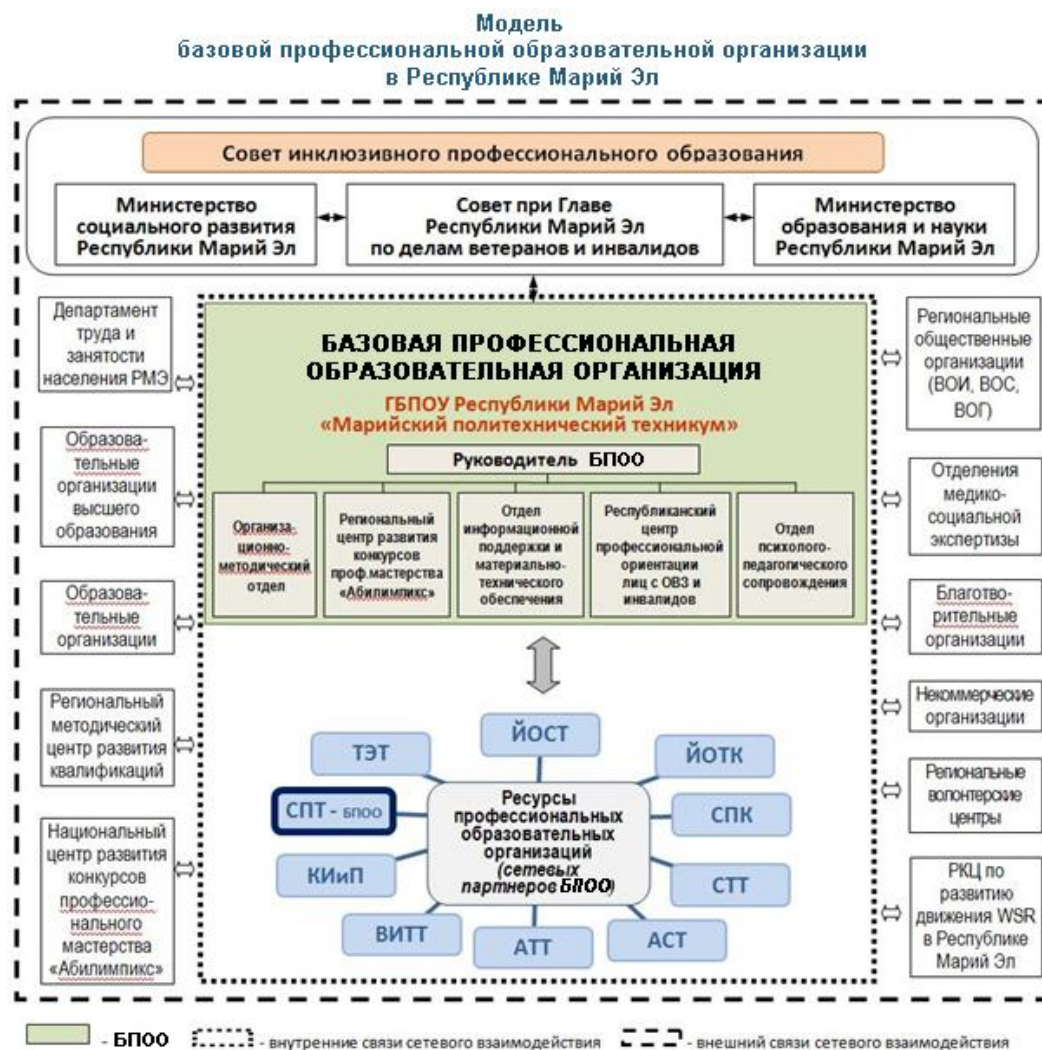 Модель
базовой профессиональной образовательной организации
в Республике Марий Эл
Совет инклюзивного профессионального образования
Министерство
социального развития
Республики Марий Эл
Совет при Главе
Республики Марий Эл
по делам ветеранов и инвалидов
Министерство
образования и науки
Республики Марий Эл
Департамент
труда и
занятости
населения РМЭ
Образова-
тельные
организации
высшего
образования
Образова-
тельные
организации
Региональный
методический
центр развития
квалификаций
Национальный
центр развития
конкурсов
профессио-
нального
мастерства
«Абилимпикс»
БАЗОВАЯ ПРОФЕССИОНАЛЬНАЯ
ОБРАЗОВАТЕЛЬНАЯ ОРГАНИЗАЦИЯ
ГБПОУ Республики Марий Эл
«Марийский политехнический техникум»
Руководитель БПОО
Организа-
ционно-
методический
отдел
Региональный
центр развития
конкурсов
проф.мастерства
«Абилимпикс»
Отдел
информационной
поддержки и
материально-
технического
обеспечения
Республиканский
центр
профессиональной
ориентации
лиц с ОВЗ и
инвалидов
Отдел
психолого-
педагогического
сопровождения
ЙОСТ
ТЭТ
ЙОТК
СПТ - БПОО
СПК
КИиП
СТТ
ВИТТ
АТТ
АСТ
Ресурсы
профессиональных
образовательных
организаций
(сетевых
партнеров БПОО)
Региональные
общественные
организации
(ВОИ, ВОС,
ВОГ)
Отделения
медико-
социальной
экспертизы
Благотво-
рительные
организации
Некоммерческие
организации
Региональные
волонтерские
центры
РКЦ по
развитию
движения WSR
в Республике
Марий Эл
- БПОО
- внутренние связи сетевого взаимодействия
- внешний связи сетевого взаимодействия